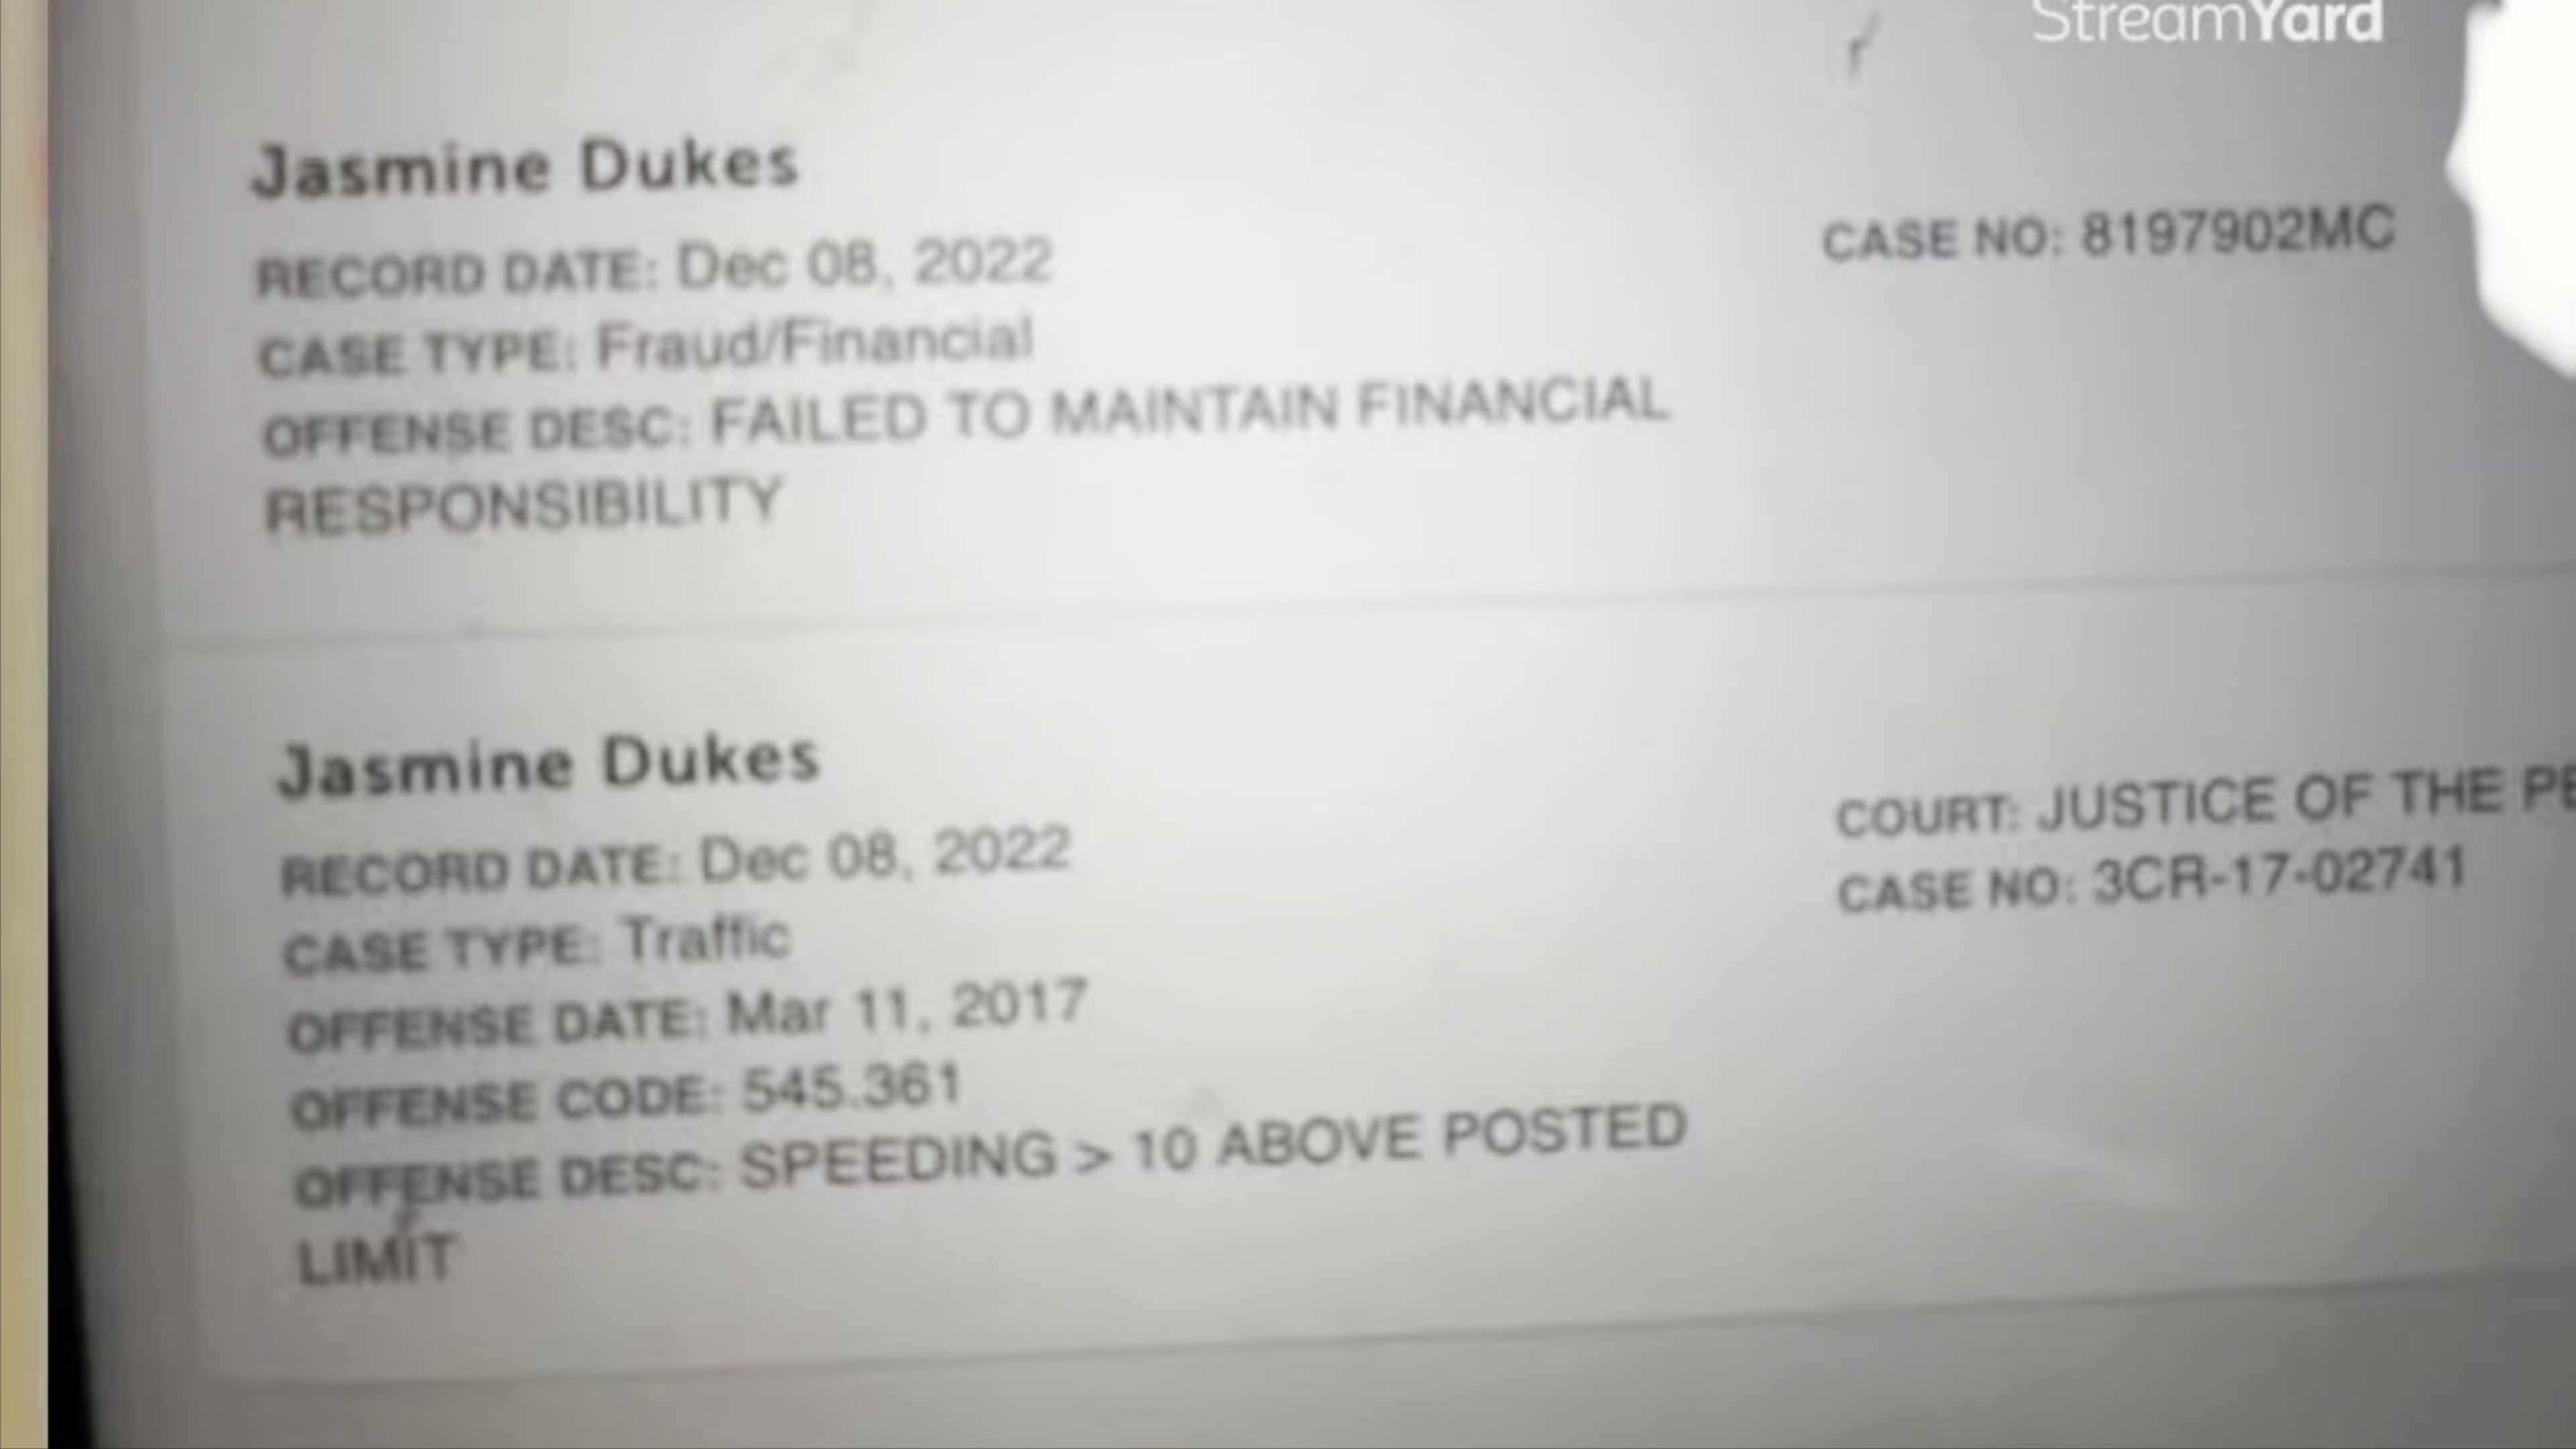 StreamYard
Jasmine Dukes
RECORD DATE: Dec 08, 2022
CASE NO: 8197902MC
CASE TYPE: Fraud/Financial
OFFENSE DESC: FAILED TO MAINTAIN FINANCIAL
RESPONSIBILITY
Jasmine Dukes
RECORD DATE: Dec 08, 2022
COURT: JUSTICE OF THE PE
CASE NO: 3CR-17-02741
CASE TYPE: Traffic
OFFENSE DATE: Mar 11, 2017
OFFENSE CODE: 545.361
OFFENSE DESC: SPEEDING > 10 ABOVE POSTED
LIMIT